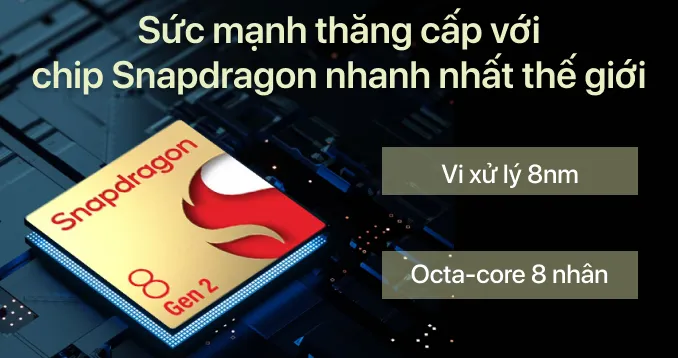 Sức mạnh thăng cấp với
chip Snapdragon nhanh nhất thế giới
Snapdragon
8
Gen 2
Vi xử lý 8nm
Octa-core 8 nhân